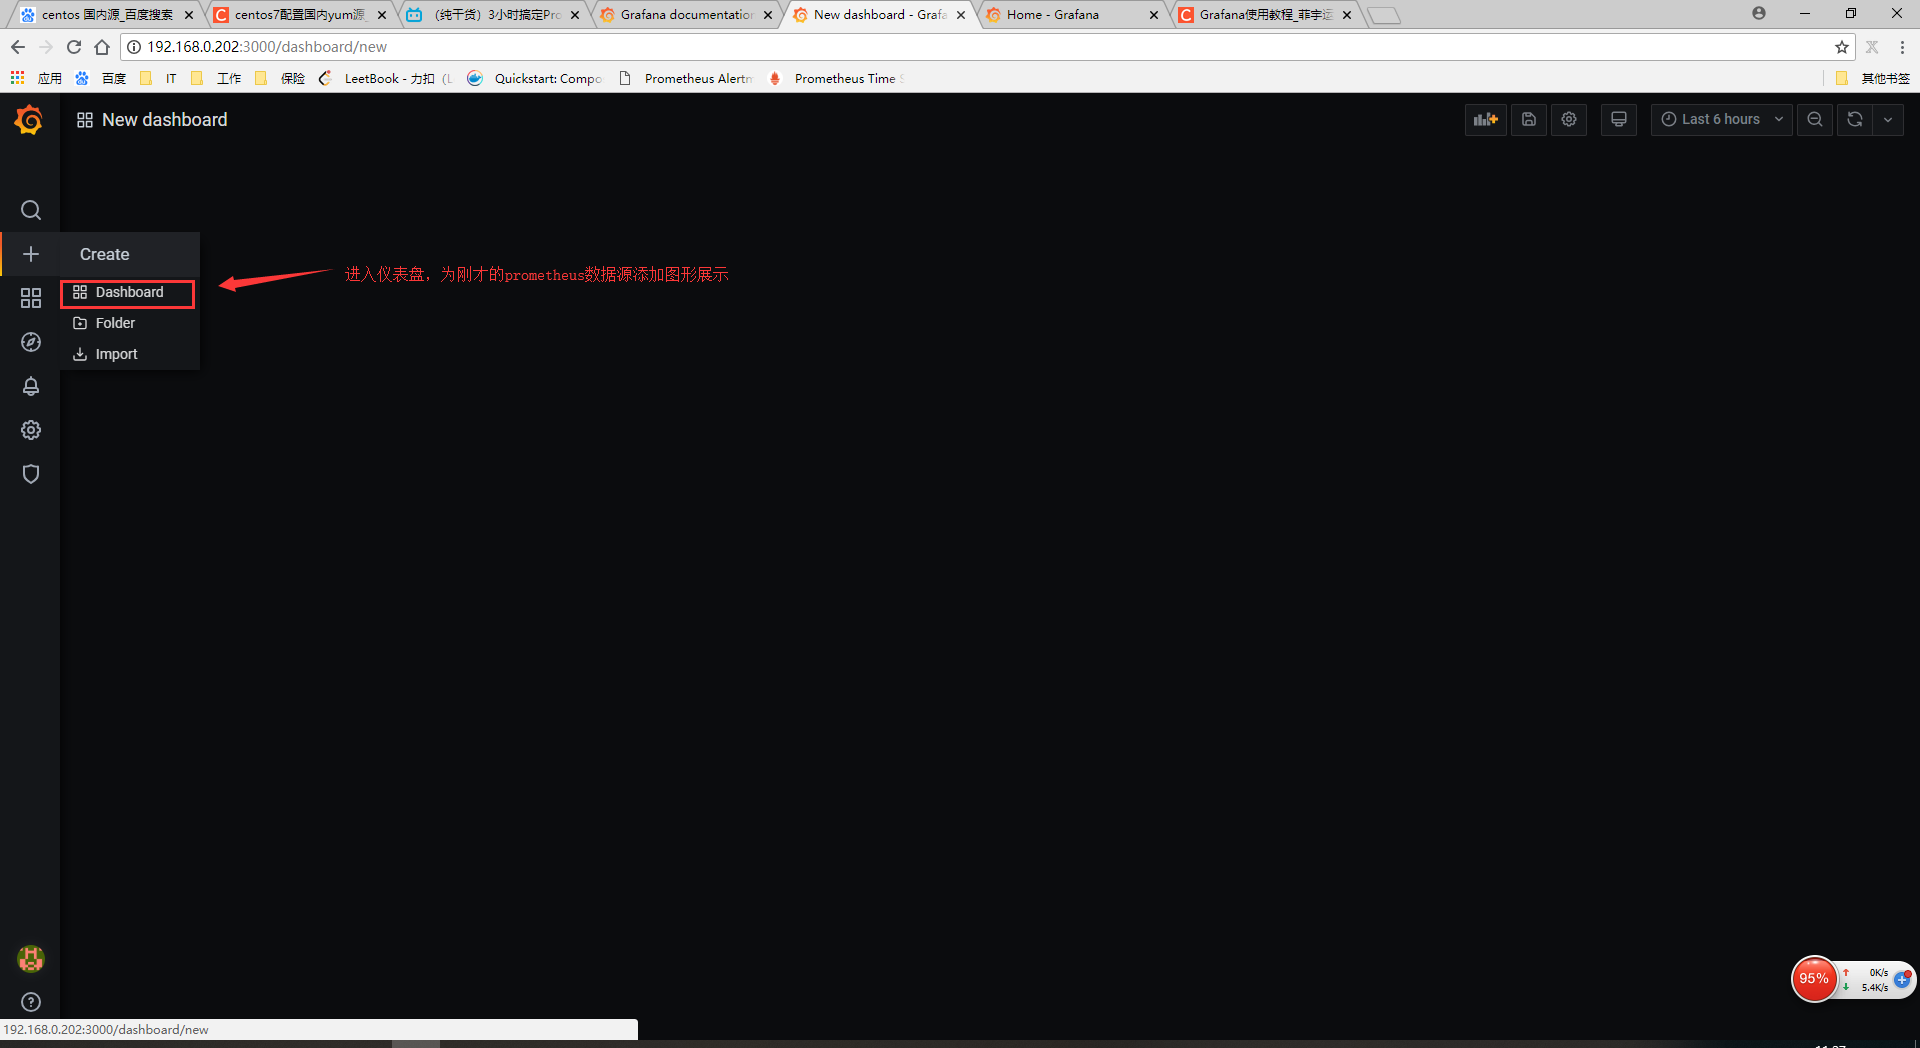 centos 国内源_百度搜索
centos7配置国内yum源_
(纯干货) 3小时搞定Pro
Grafana documentation
New dashboard - Grafa
Home - Grafana
Grafana使用教程_菲宇运
192.168.0.202:3000/dashboard/new
应用
百度
IT
工作
保险
LeetBook - 力扣 (L
Quickstart: Compo
Prometheus Alertm
Prometheus Time S
其他书签
New dashboard
Last 6 hours
Create
Dashboard
Folder
Import
进入仪表盘，为刚才的prometheus数据源添加图形展示
95%
0K/s
5.4K/s
192.168.0.202:3000/dashboard/new